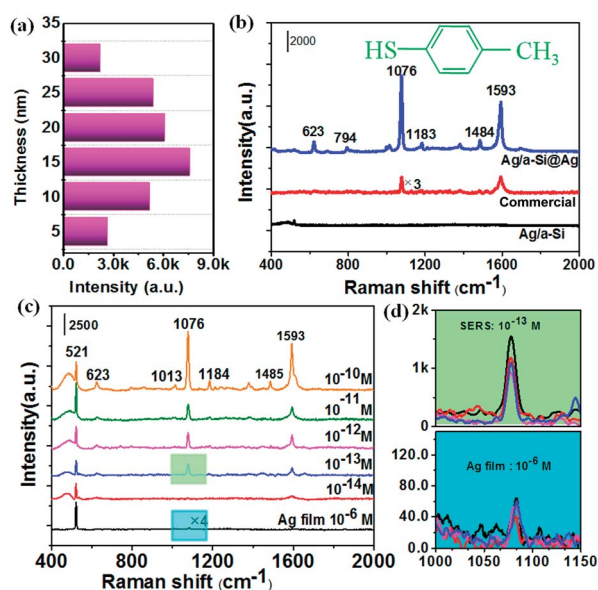 (a)
35
30
25
20
15
10
5
Thickness (nm)
0.0 3.0k 6.0k 9.0k
Intensity (a.u.)
(b)
2000
HS
CH3
1076
1593
623
794
1183
1484
Ag/a-Si@Ag
×3
Commercial
Ag/a-Si
Intensity(a.u.)
400 800 1200 1600 2000
Raman shift (cm-1)
(c)
2500
1076
1593
521
623
1013
1184
1485
10-10M
10-11M
10-12M
10-13M
10-14M
×4
Ag film 10-6 M
Intensity(a.u.)
400 800 1200 1600 2000
Raman shift (cm-1)
(d)
2k
SERS: 10-13 M
1k
0
120.0
Ag film : 10-6 M
80.0
40.0
0.0
1000 1050 1100 1150